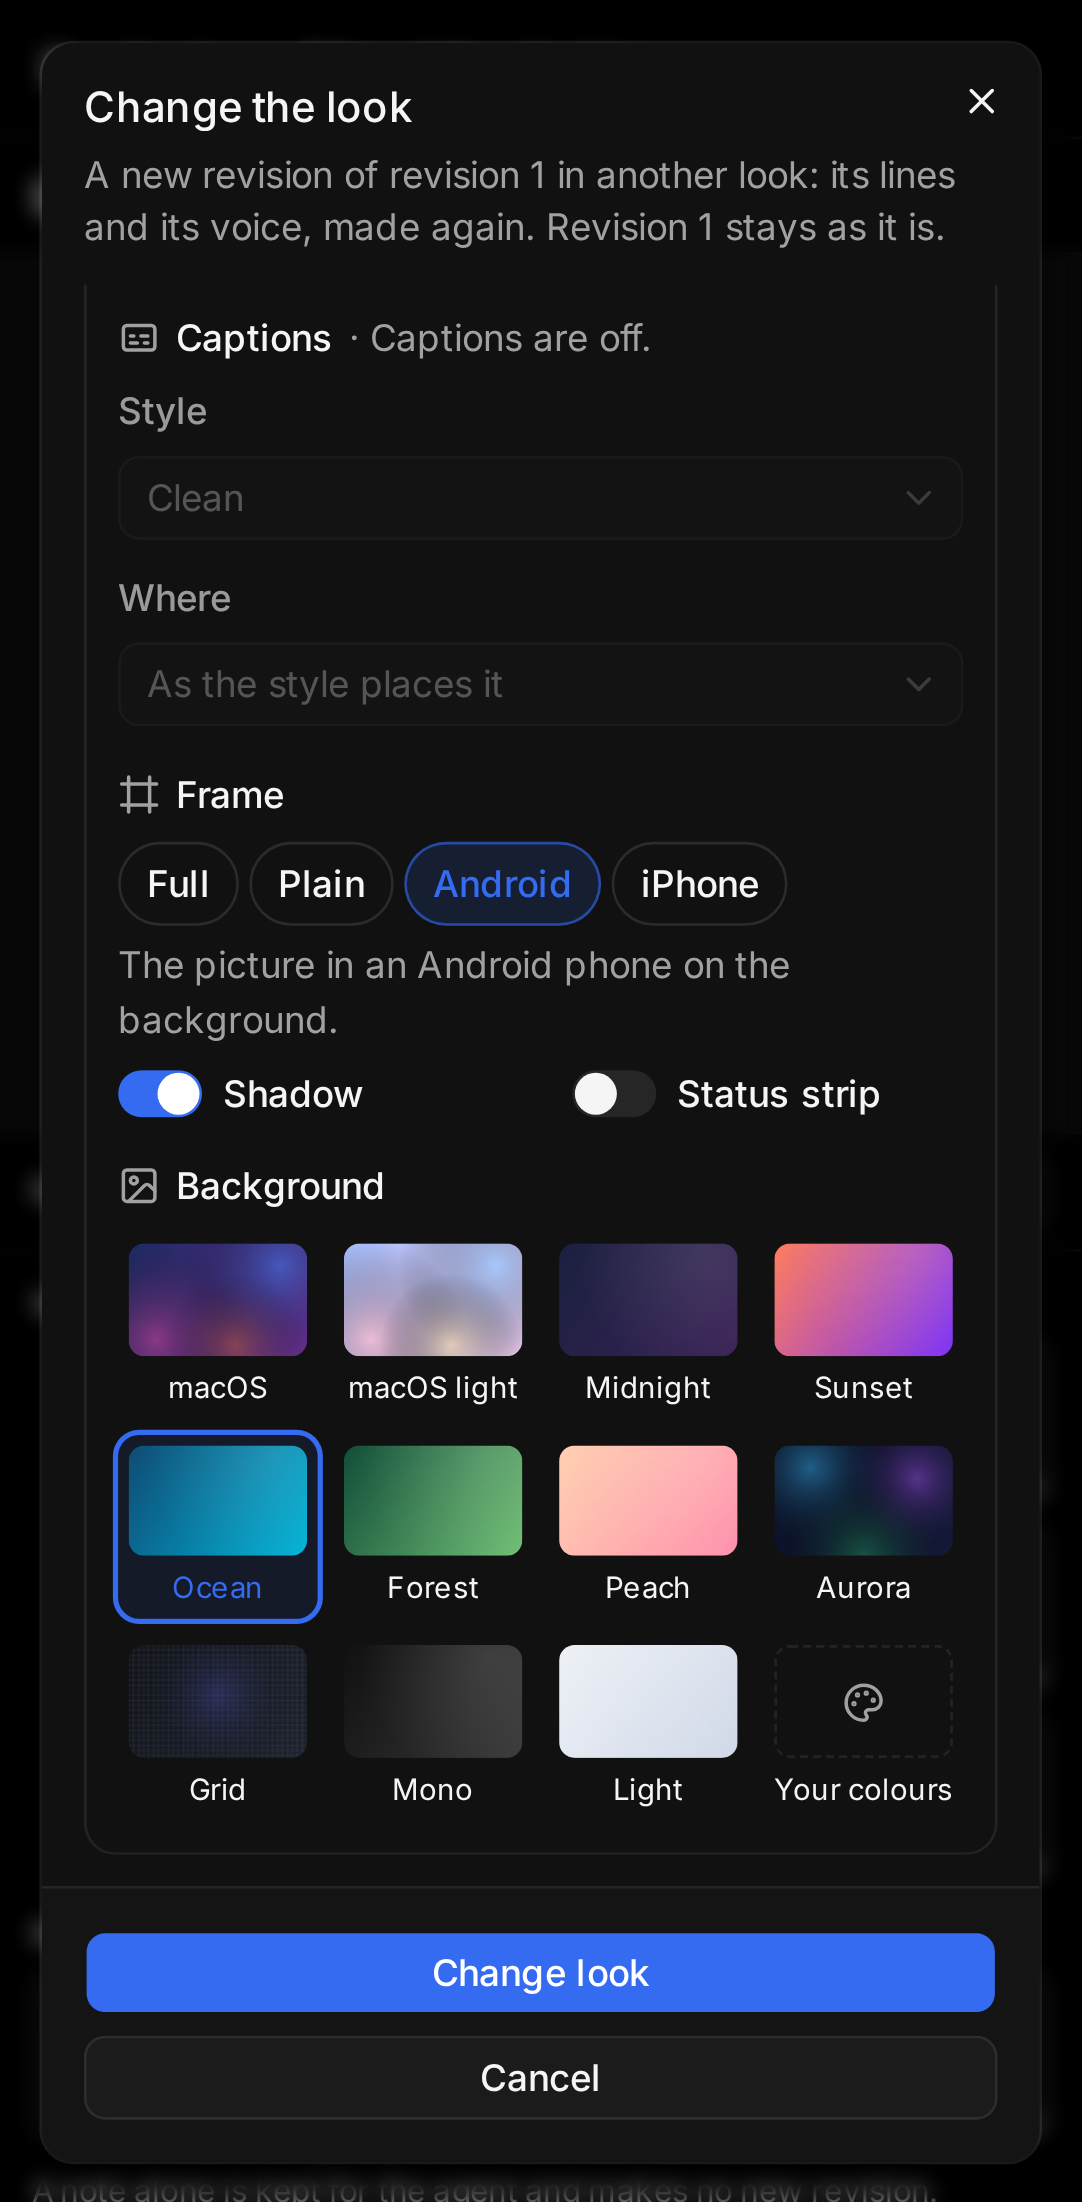 Change the look
A new revision of revision 1 in another look: its lines
and its voice, made again. Revision 1 stays as it is.
Captions · Captions are off.
Style
Clean
Where
As the style places it
Frame
Full Plain Android iPhone
The picture in an Android phone on the
background.
Shadow Status strip
Background
macOS macOS light Midnight Sunset
Ocean Forest Peach Aurora
Grid Mono Light Your colours
Change look
Cancel
A note alone is kept for the agent and makes no new revision.